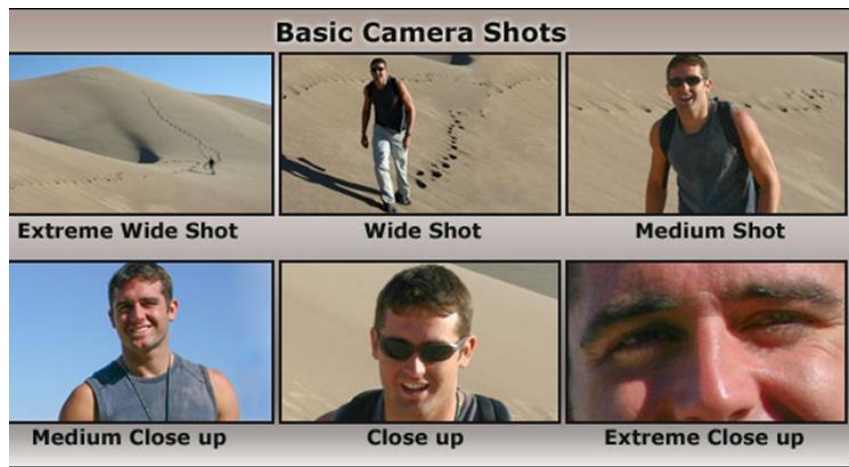 Basic Camera Shots
Extreme Wide Shot
Wide Shot
Medium Shot
Medium Close up
Close up
Extreme Close up